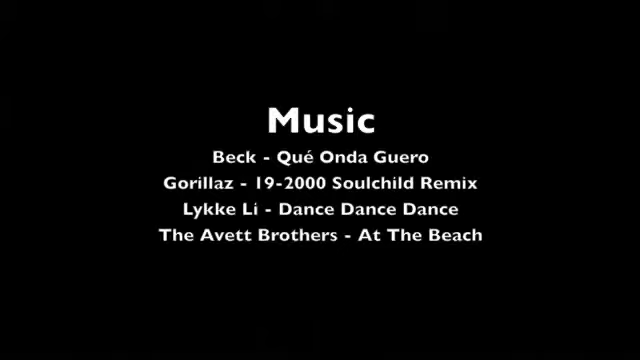 Music
Beck - Qué Onda Guero
Gorillaz - 19-2000 Soulchild Remix
Lykke Li - Dance Dance Dance
The Avett Brothers - At The Beach